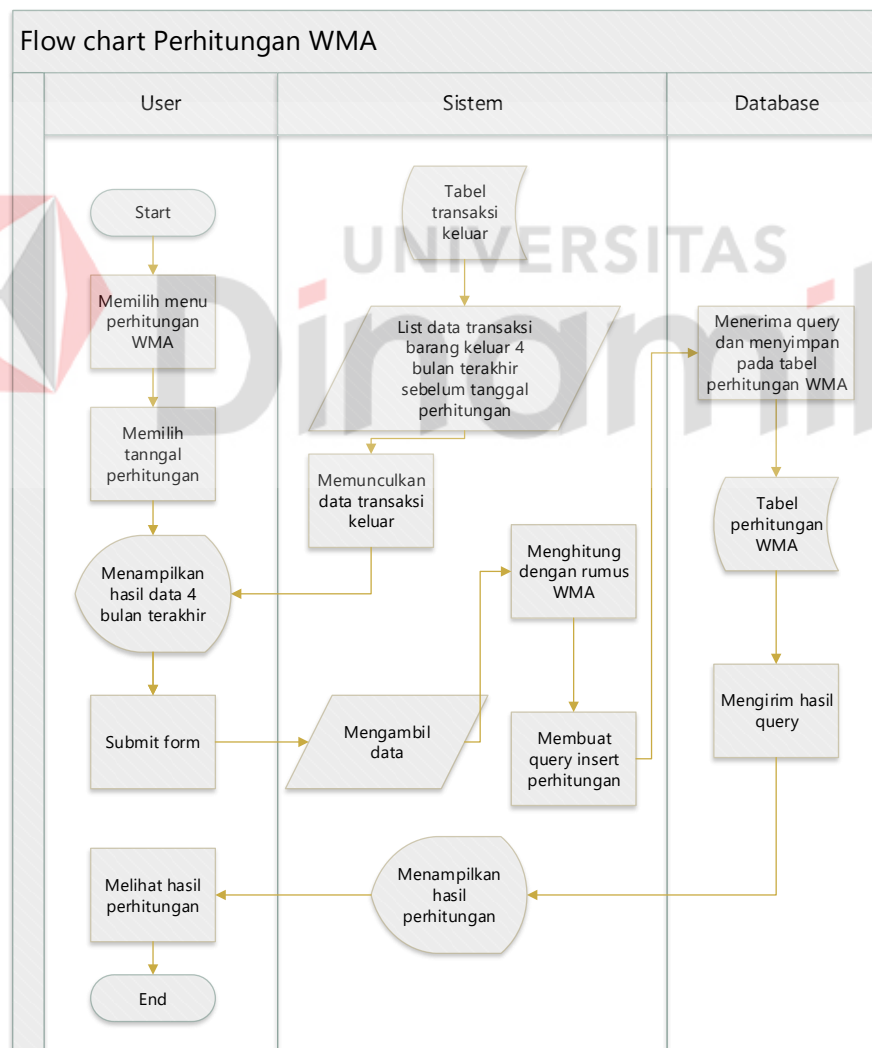 Flow chart Perhitungan WMA
User
Sistem
Database
Start
Memilih menu
perhitungan
WMA
Memilih
tanngal
perhitungan
Menampilkan
hasil data 4
bulan terakhir
Submit form
Melihat hasil
perhitungan
End
Tabel
transaksi
keluar
List data transaksi
barang keluar 4
bulan terakhir
sebelum tanggal
perhitungan
Memunculkan
data transaksi
keluar
Mengambil
data
Menghitung
dengan rumus
WMA
Membuat
query insert
perhitungan
Menampilkan
hasil
perhitungan
Menerima query
dan menyimpan
pada tabel
perhitungan WMA
Tabel
perhitungan
WMA
Mengirim hasil
query
UNIVERSITAS
Dinami